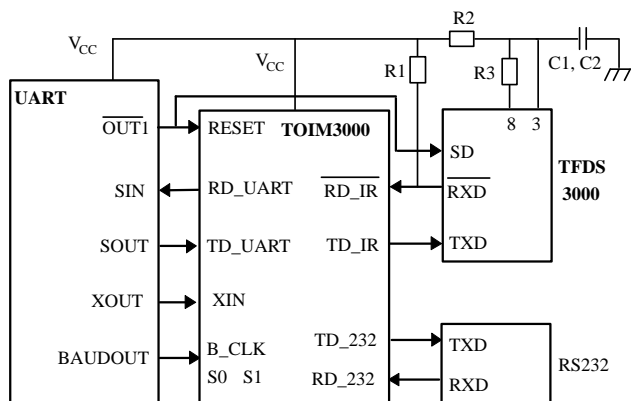 R2
VCC
VCC
R1
R3
C1, C2
UART
OUT1
RESET
TOIM3000
8 3
SD
TFDS
3000
SIN
RD_UART
RD_IR
RXD
SOUT
TD_UART
TD_IR
TXD
XOUT
XIN
BAUDOUT
B_CLK
S0 S1
TD_232
TXD
RS232
RD_232
RXD